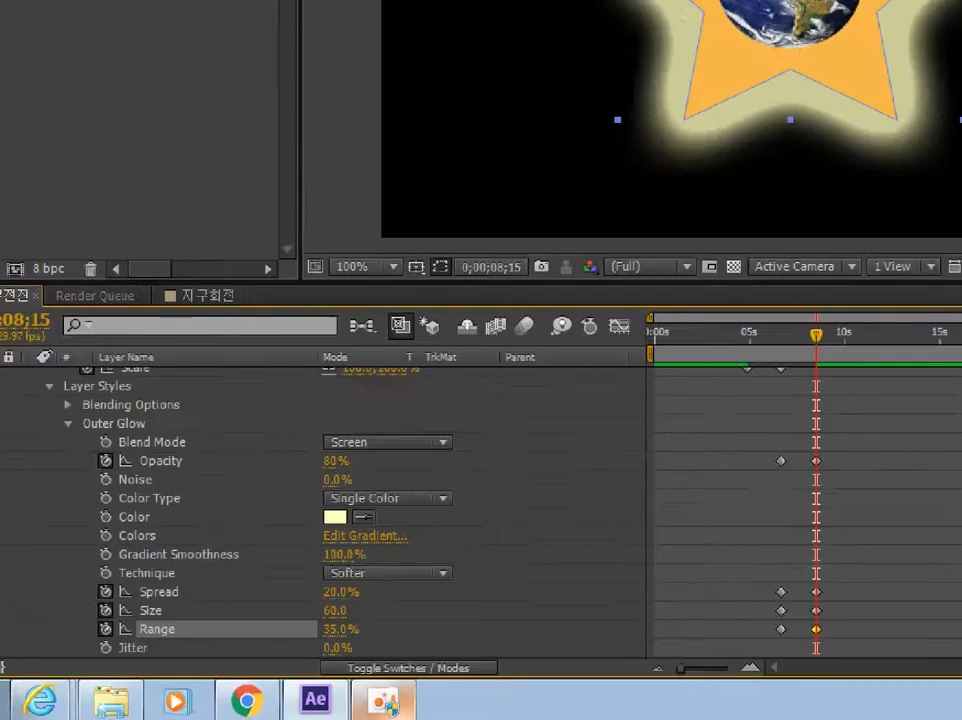 8 bpc
100%
0;00;08;15
(Full)
Active Camera
1 View
Render Queue
지구회전
:08;15
29.97 fps)
:00s
05s
10s
15s
#
Layer Name
Mode
T
TrkMat
Parent
Scale
100.0,100.0%
Layer Styles
Blending Options
Outer Glow
Blend Mode
Screen
Opacity
80%
Noise
0.0%
Color Type
Single Color
Color
Colors
Edit Gradient...
Gradient Smoothness
100.0%
Technique
Softer
Spread
20.0%
Size
60.0
Range
35.0%
Jitter
0.0%
Toggle Switches / Modes
Ae